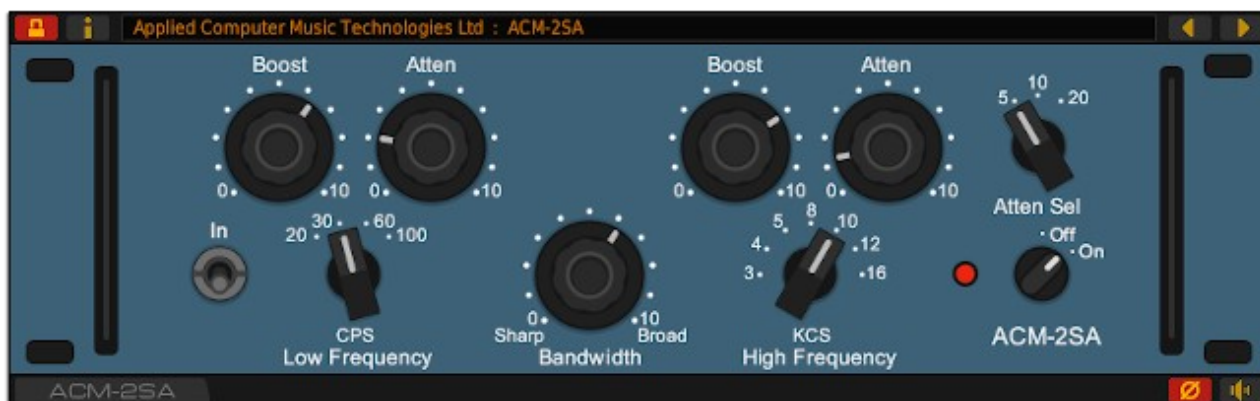 Applied Computer Music Technologies Ltd : ACM-2SA
Boost Atten Boost Atten
5 10 20
0 10 0 10 0 10 0 10
Atten Sel
In
20 30 60 100
3 4 5 8 10 12 16
Off
On
0 10
Sharp Broad
CPS
KCS
Low Frequency Bandwidth High Frequency
ACM-2SA
ACM-2SA